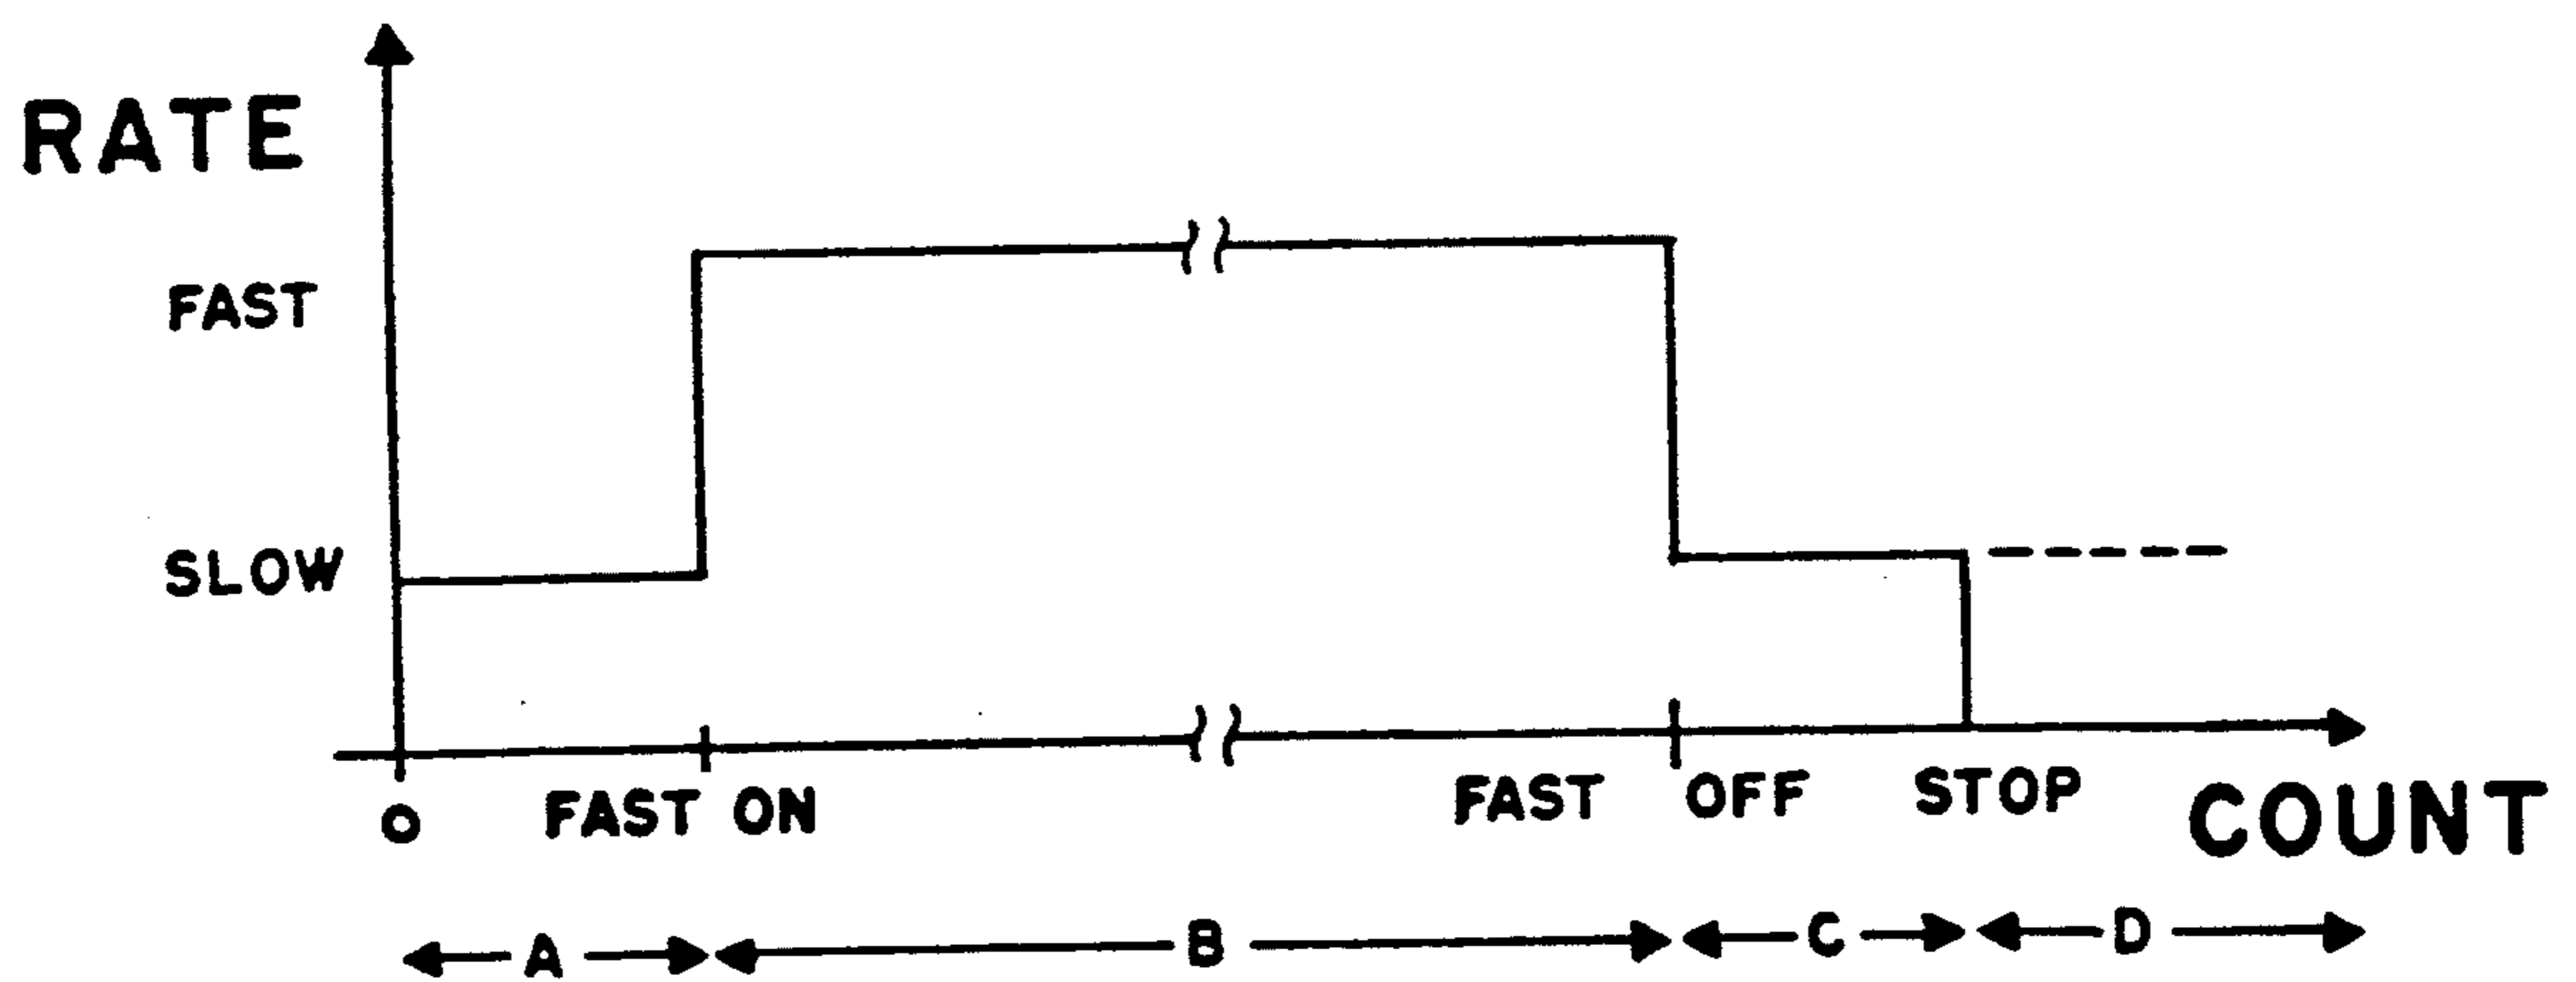 RATE
FAST
SLOW
0 FAST ON FAST OFF STOP COUNT
A B C D